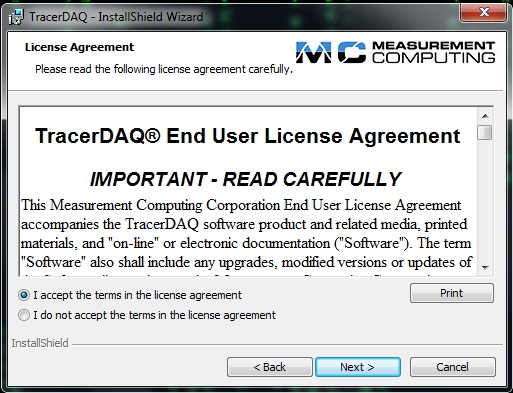 TracerDAQ - InstallShield Wizard
License Agreement
Please read the following license agreement carefully.
MC MEASUREMENT
COMPUTING
TracerDAQ® End User License Agreement
IMPORTANT - READ CAREFULLY
This Measurement Computing Corporation End User License Agreement
accompanies the TracerDAQ software product and related media, printed
materials, and "on-line" or electronic documentation ("Software"). The term
"Software" also shall include any upgrades, modified versions or updates of
I accept the terms in the license agreement
Print
I do not accept the terms in the license agreement
InstallShield
< Back
Next >
Cancel